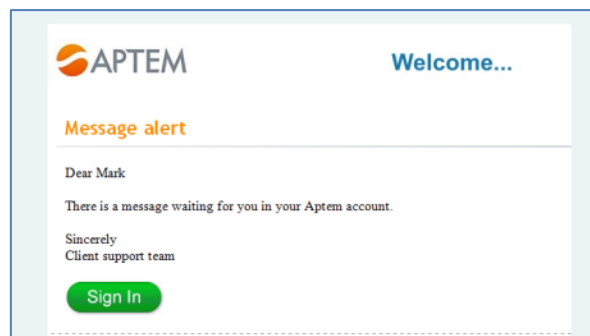 APTEM
Welcome...
Message alert
Dear Mark
There is a message waiting for you in your Aptem account.
Sincerely
Client support team
Sign In